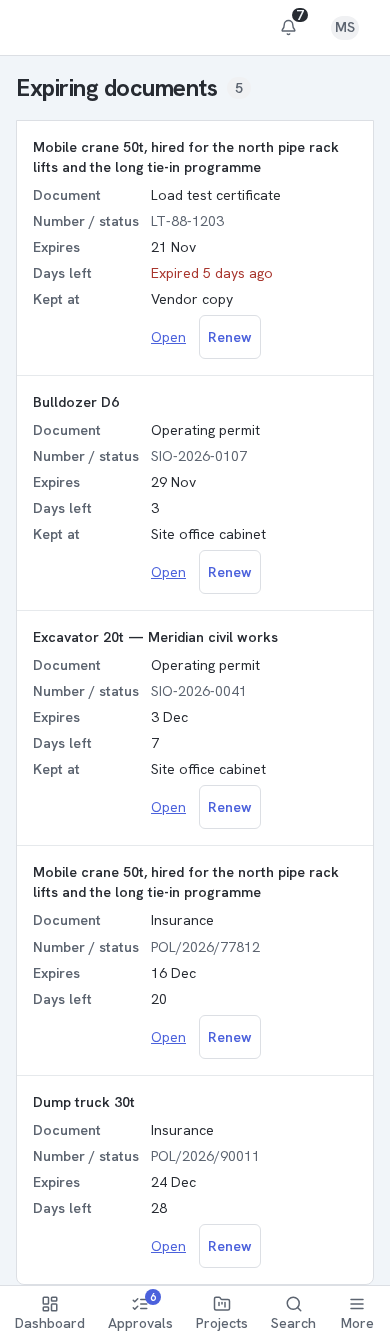 7
MS
Expiring documents 5
Mobile crane 50t, hired for the north pipe rack
lifts and the long tie-in programme
Document Load test certificate
Number / status LT-88-1203
Expires 21 Nov
Days left Expired 5 days ago
Kept at Vendor copy
Open Renew
Bulldozer D6
Document Operating permit
Number / status SIO-2026-0107
Expires 29 Nov
Days left 3
Kept at Site office cabinet
Open Renew
Excavator 20t — Meridian civil works
Document Operating permit
Number / status SIO-2026-0041
Expires 3 Dec
Days left 7
Kept at Site office cabinet
Open Renew
Mobile crane 50t, hired for the north pipe rack
lifts and the long tie-in programme
Document Insurance
Number / status POL/2026/77812
Expires 16 Dec
Days left 20
Open Renew
Dump truck 30t
Document Insurance
Number / status POL/2026/90011
Expires 24 Dec
Days left 28
Open Renew
6
Dashboard Approvals Projects Search More